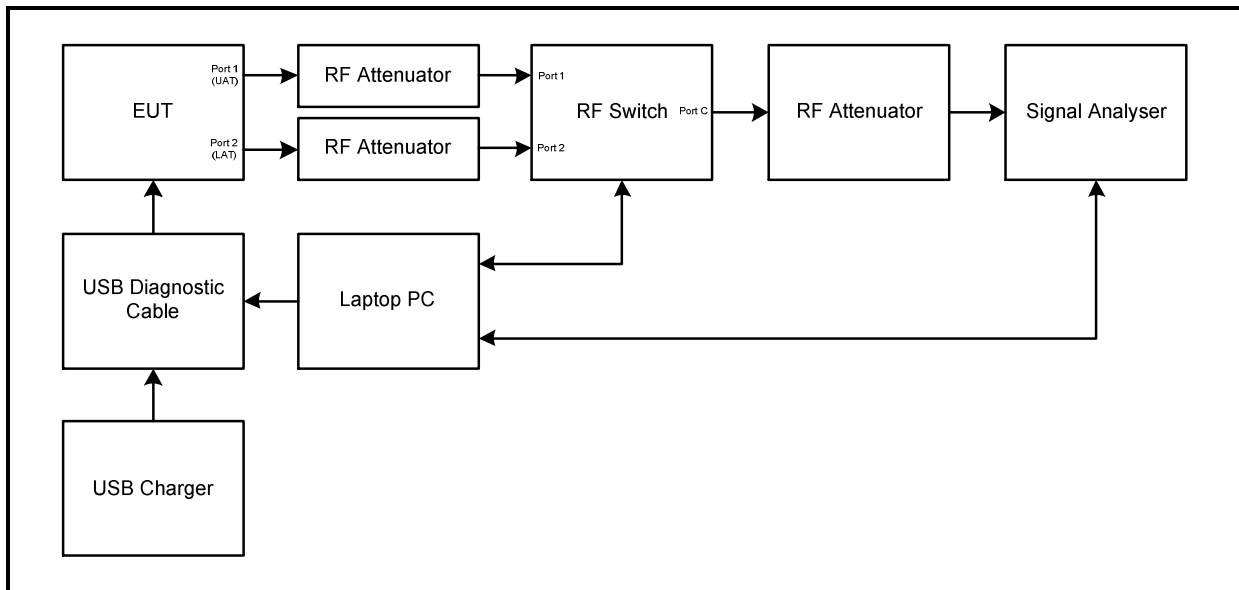 EUT
Port 1
(UAT)
Port 2
(LAT)
RF Attenuator
RF Attenuator
Port 1
Port 2
RF Switch
Port C
RF Attenuator
Signal Analyser
USB Diagnostic
Cable
Laptop PC
USB Charger